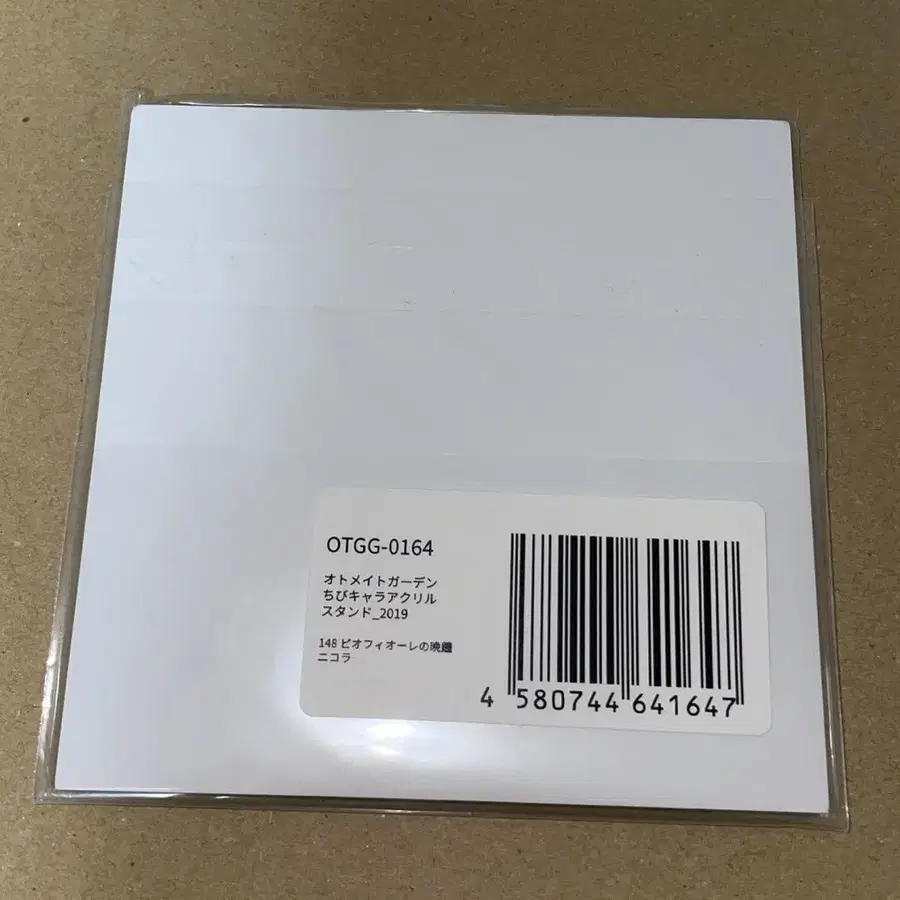 OTGG-0164
オトメイトガーデン
ちびキャラアクリル
スタンド_2019
148 ピオフィオーレの晩鐘
ニコラ
4 580744 641647